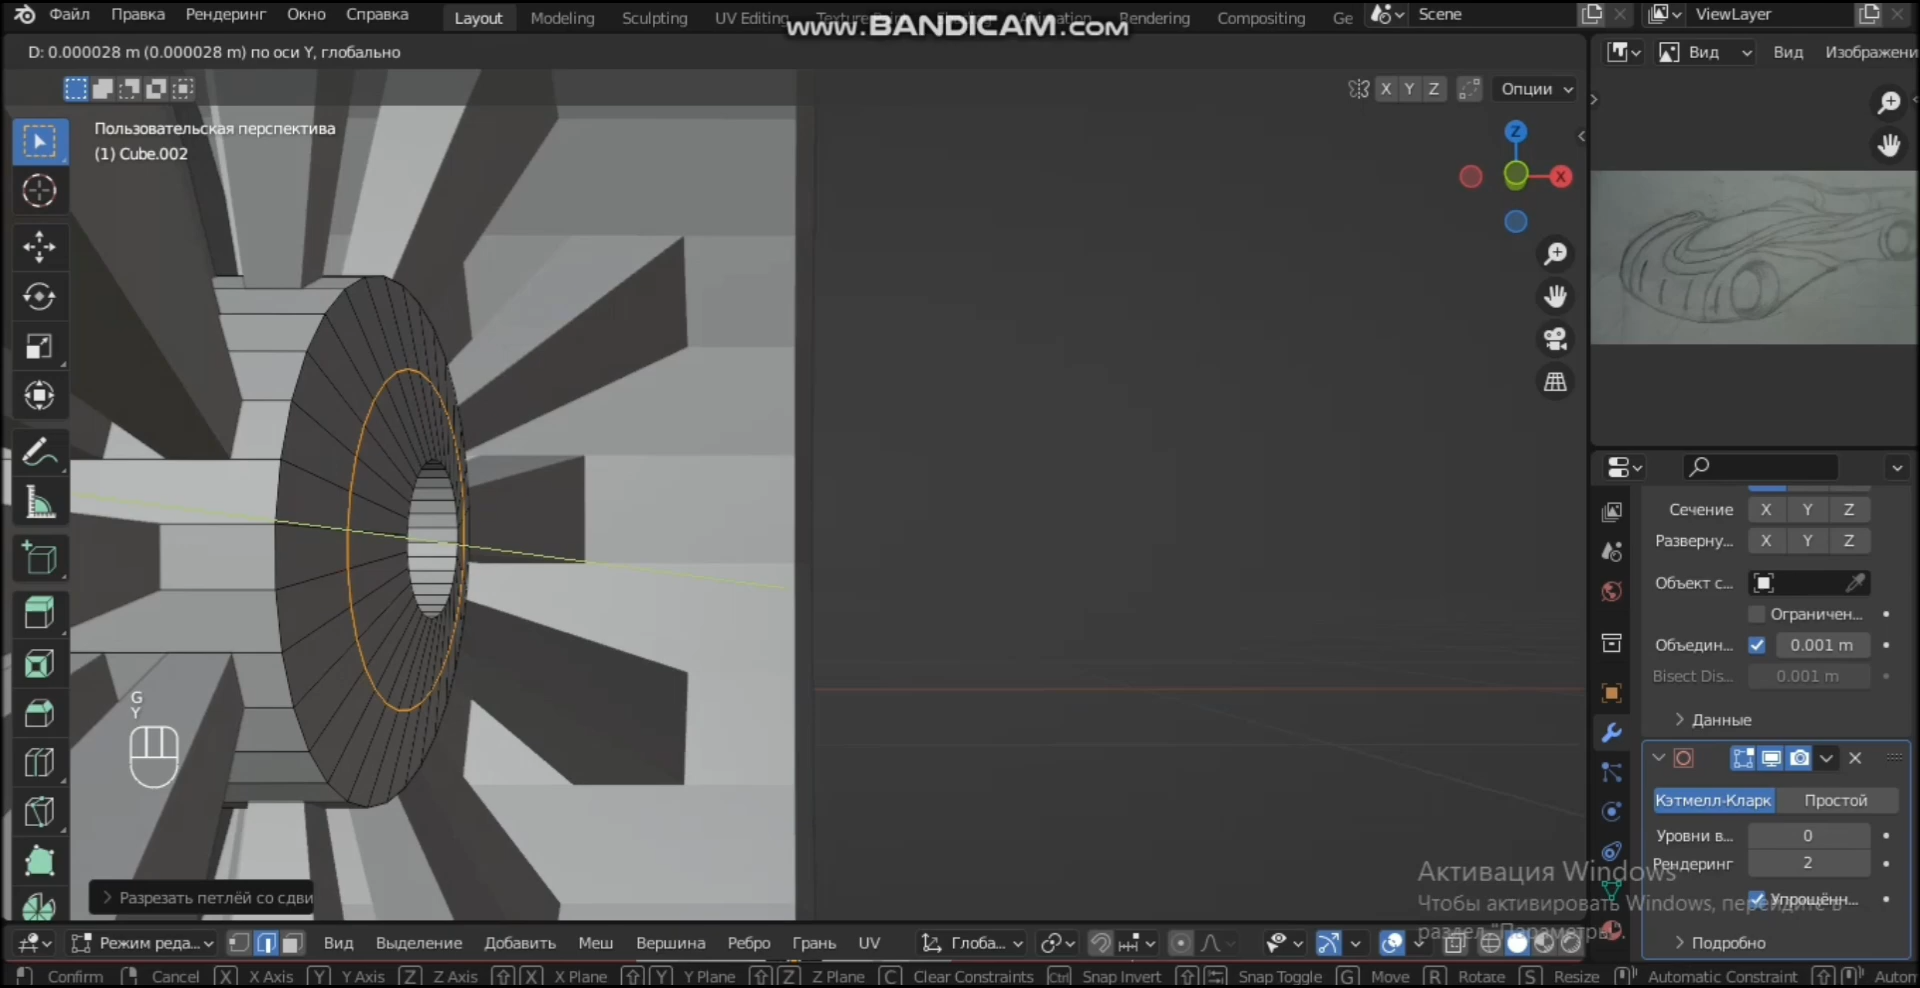 Файл Правка Рендеринг Окно Справка Layout Modeling Sculpting UV Editing Rendering Compositing Ge Scene ViewLayer
www.BANDICAM.com
D: 0.000028 m (0.000028 m) по оси Y, глобально
Вид Вид Изображени
X Y Z Опции
Пользовательская перспектива
(1) Cube.002
Z
X
Сечение X Y Z
Разверну... X Y Z
Объект с...
Ограничен...
Объедин... 0.001 m
Bisect Dis... 0.001 m
G
Y
Данные
Кэтмелл-Кларк Простой
Уровни в... 0
Рендеринг 2
Упрощённ...
Подробно
Активация Windows
Чтобы активировать Windows, перейдите в
раздел "Параметры".
Разрезать петлёй со сдви
Режим реда... Вид Выделение Добавить Меш Вершина Ребро Грань UV Глоба...
Confirm Cancel X X Axis Y Y Axis Z Z Axis X X Plane Y Y Plane Z Z Plane C Clear Constraints Ctrl Snap Invert Snap Toggle G Move R Rotate S Resize Automatic Constraint Autom